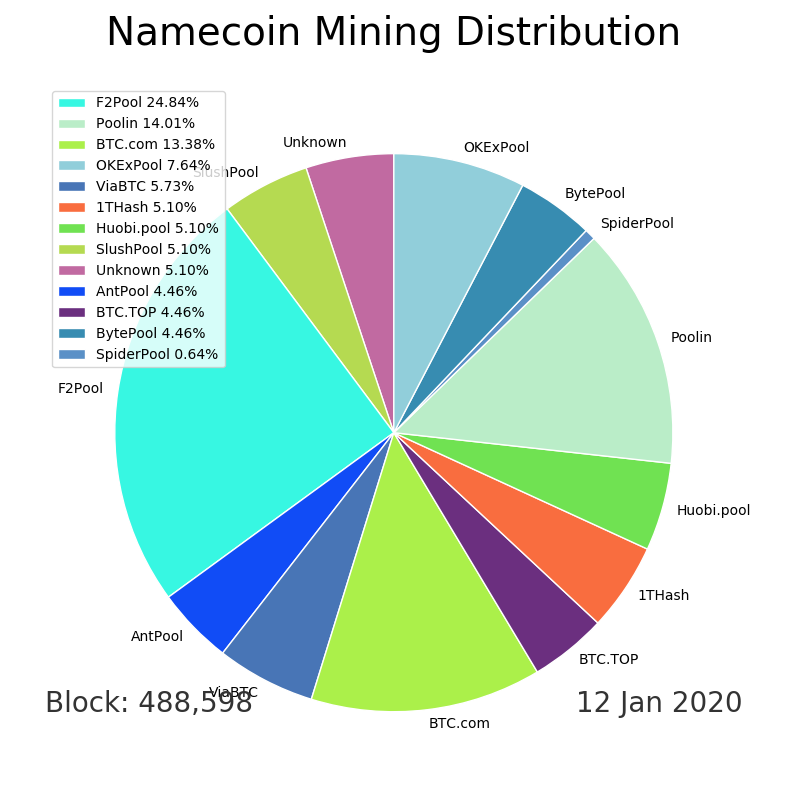 Namecoin Mining Distribution
F2Pool 24.84%
Poolin 14.01%
BTC.com 13.38%
OKExPool 7.64%
ViaBTC 5.73%
1THash 5.10%
Huobi.pool 5.10%
SlushPool 5.10%
Unknown 5.10%
AntPool 4.46%
BTC.TOP 4.46%
BytePool 4.46%
SpiderPool 0.64%
Unknown
OKExPool
SlushPool
BytePool
SpiderPool
Poolin
F2Pool
Huobi.pool
1THash
AntPool
BTC.TOP
ViaBTC
BTC.com
Block: 488,598
12 Jan 2020